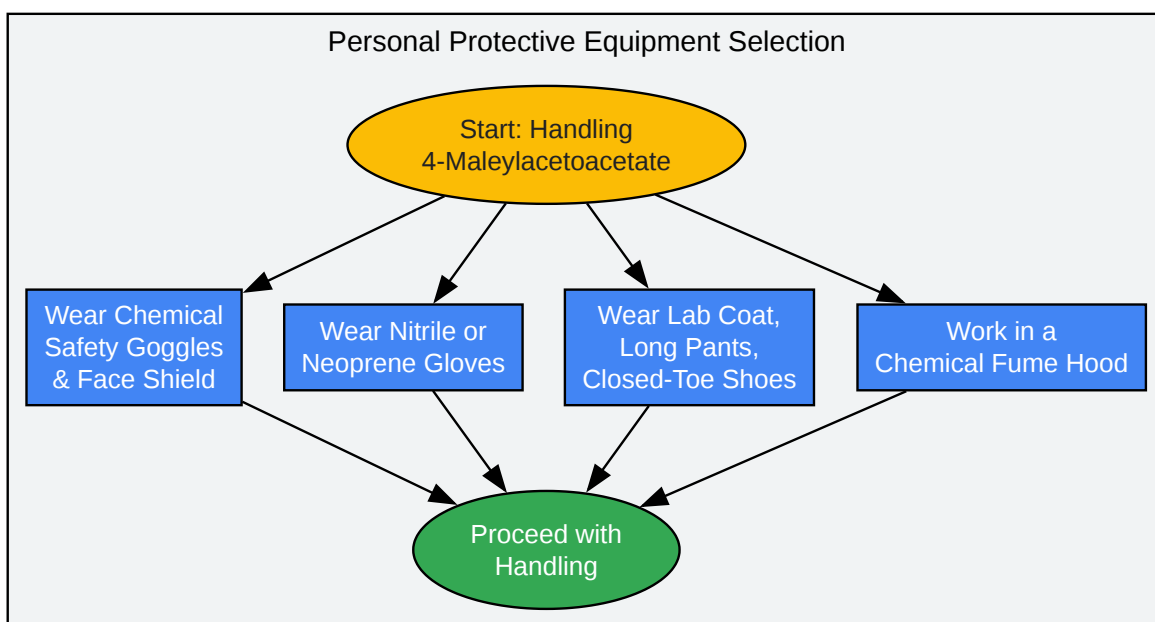 Personal Protective Equipment Selection
Start: Handling
4-Maleylacetoacetate
Wear Chemical
Safety Goggles
& Face Shield
Wear Nitrile or
Neoprene Gloves
Wear Lab Coat,
Long Pants,
Closed-Toe Shoes
Work in a
Chemical Fume Hood
Proceed with
Handling